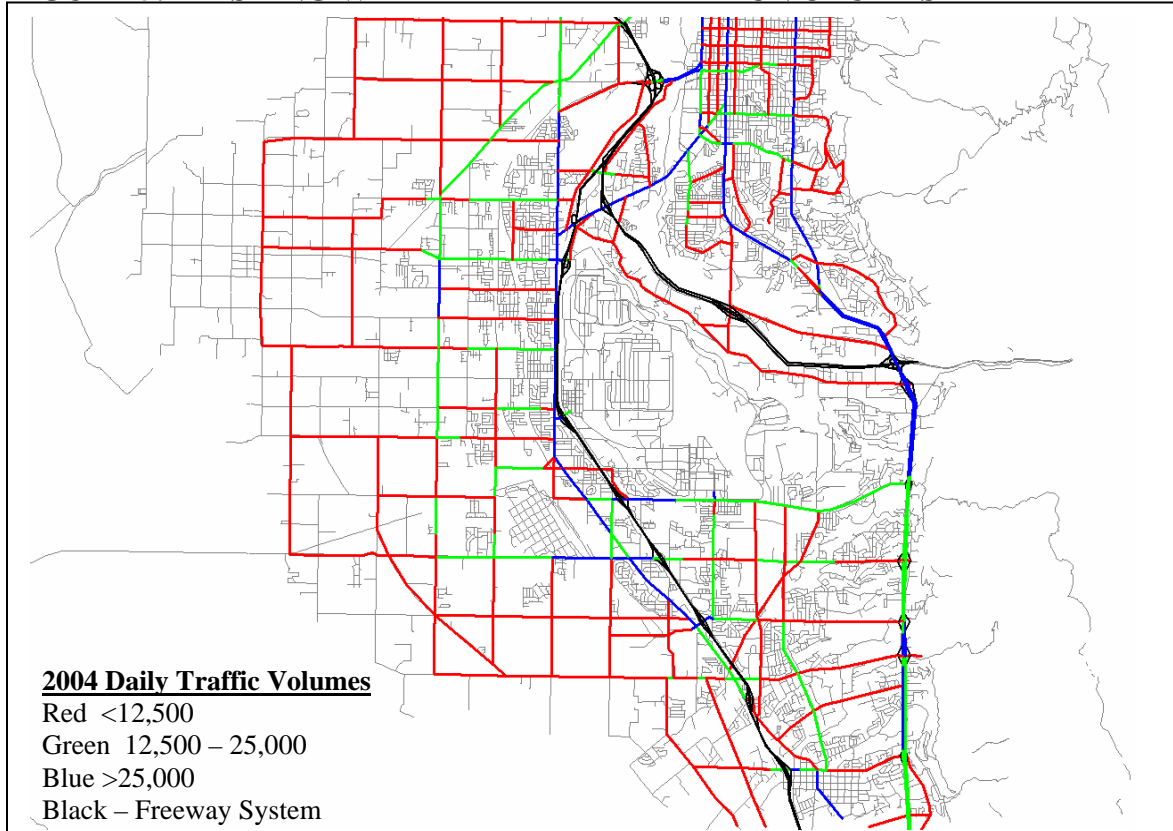 2004 Daily Traffic Volumes
Red <12,500
Green 12,500 – 25,000
Blue >25,000
Black – Freeway System